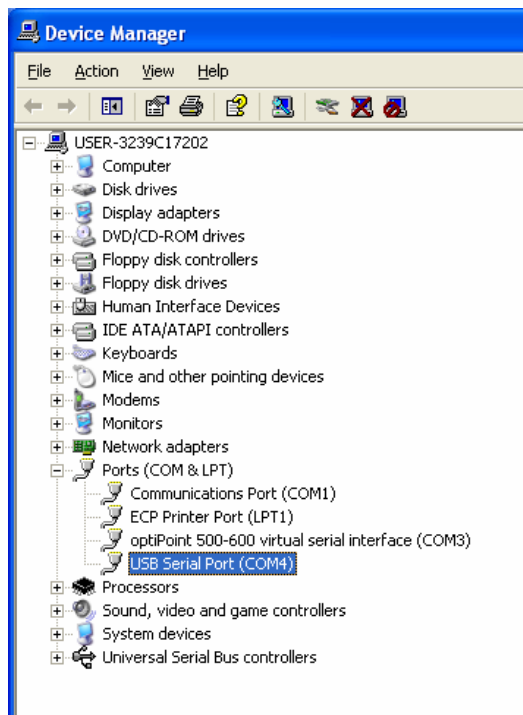 Device Manager
File Action View Help
USER-3239C17202
Computer
Disk drives
Display adapters
DVD/CD-ROM drives
Floppy disk controllers
Floppy disk drives
Human Interface Devices
IDE ATA/ATAPI controllers
Keyboards
Mice and other pointing devices
Modems
Monitors
Network adapters
Ports (COM & LPT)
Communications Port (COM1)
ECP Printer Port (LPT1)
optiPoint 500-600 virtual serial interface (COM3)
USB Serial Port (COM4)
Processors
Sound, video and game controllers
System devices
Universal Serial Bus controllers